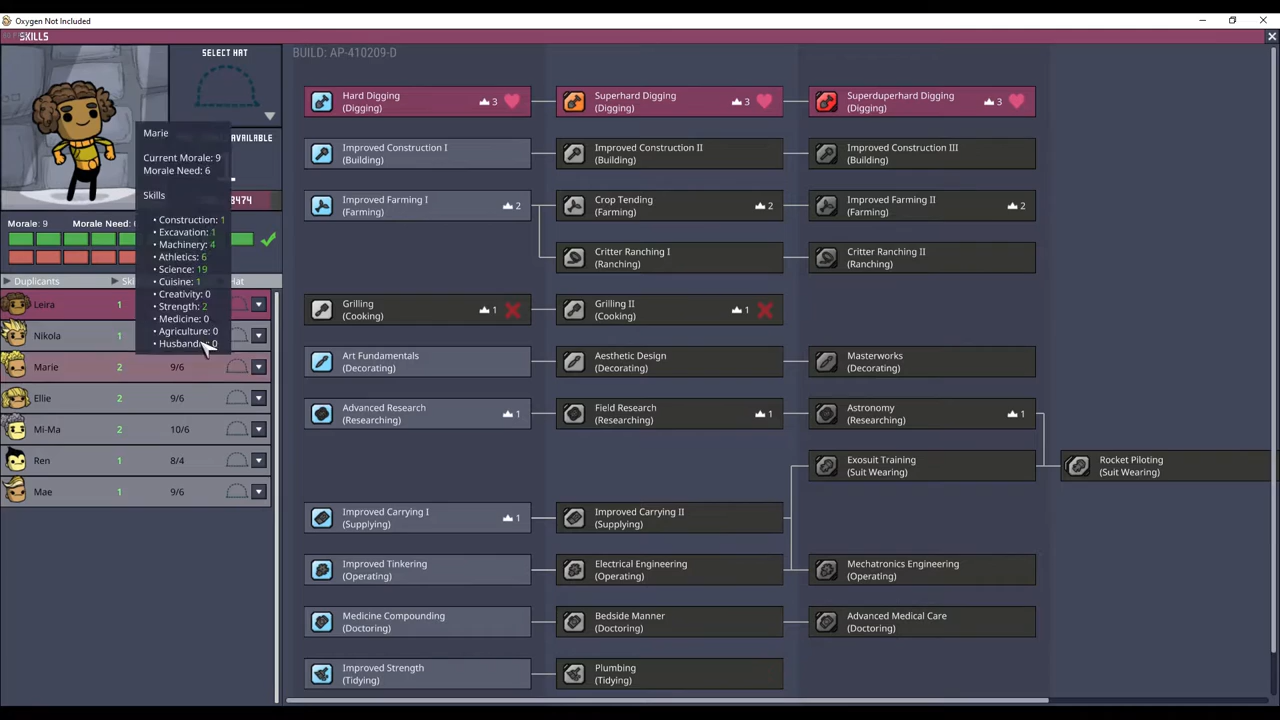 Oxygen Not Included
SKILLS
SELECT HAT
BUILD: AP-410209-D
AVAILABLE
Marie
Current Morale: 9
Morale Need: 6
Skills
• Construction: 1
• Excavation: 1
• Machinery: 4
• Athletics: 6
• Science: 19
• Cuisine: 1
• Creativity: 0
• Strength: 2
• Medicine: 0
• Agriculture: 0
8474
Morale: 9
Morale Need:
Duplicants
Hat
Leira 1
Nikola 1
Marie 2 9/6
Ellie 2 9/6
Mi-Ma 2 10/6
Ren 1 8/4
Mae 1 9/6
Hard Digging 3
(Digging)
Superhard Digging 3
(Digging)
Superduperhard Digging 3
(Digging)
Improved Construction I
(Building)
Improved Construction II
(Building)
Improved Construction III
(Building)
Improved Farming I 2
(Farming)
Crop Tending 2
(Farming)
Improved Farming II 2
(Farming)
Critter Ranching I
(Ranching)
Critter Ranching II
(Ranching)
Grilling 1
(Cooking)
Grilling II 1
(Cooking)
Art Fundamentals
(Decorating)
Aesthetic Design
(Decorating)
Masterworks
(Decorating)
Advanced Research 1
(Researching)
Field Research 1
(Researching)
Astronomy 1
(Researching)
Exosuit Training
(Suit Wearing)
Rocket Piloting
(Suit Wearing)
Improved Carrying I 1
(Supplying)
Improved Carrying II
(Supplying)
Improved Tinkering
(Operating)
Electrical Engineering
(Operating)
Mechatronics Engineering
(Operating)
Medicine Compounding
(Doctoring)
Bedside Manner
(Doctoring)
Advanced Medical Care
(Doctoring)
Improved Strength
(Tidying)
Plumbing
(Tidying)